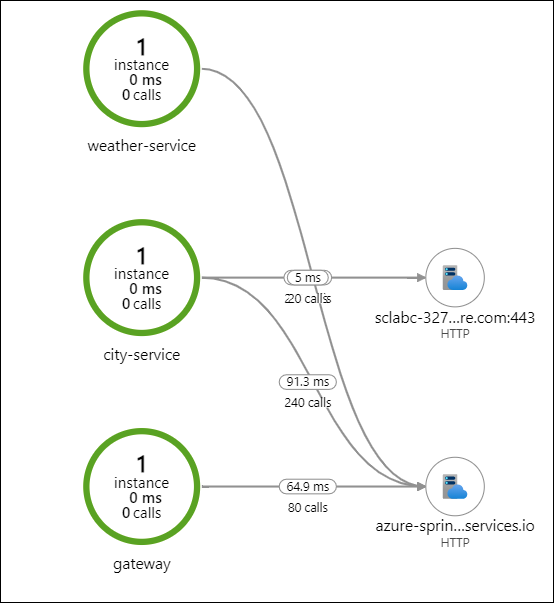 1
instance
0 ms
0 calls
weather-service
1
instance
0 ms
0 calls
city-service
5 ms
sclabc-327...re.com:443
HTTP
91.3 ms
240 calls
1
instance
0 ms
0 calls
gateway
64.9 ms
80 calls
azure-sprin...services.io
HTTP